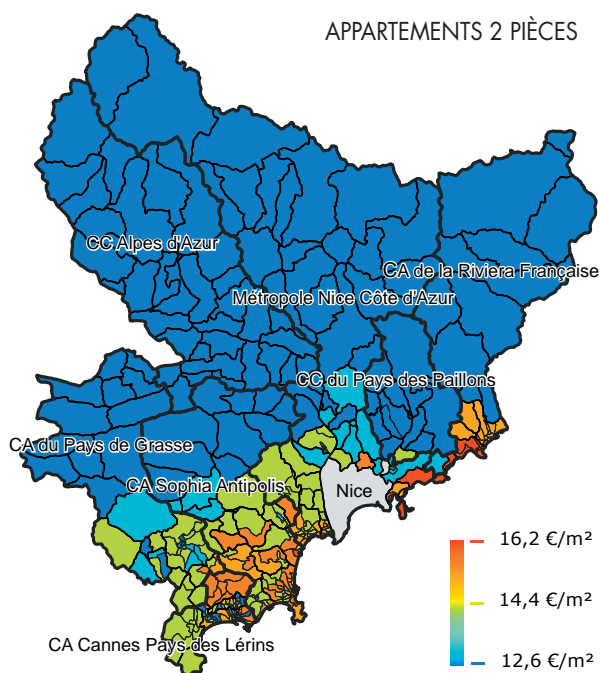 APPARTEMENTS 2 PIÈCES
CC Alpes d'Azur
CA de la Riviera Française
Métropole Nice Côte d'Azur
CC du Pays des Paillons
CA du Pays de Grasse
CA Sophia Antipolis
Nice
16,2 €/m²
14,4 €/m²
CA Cannes Pays des Lérins
12,6 €/m²